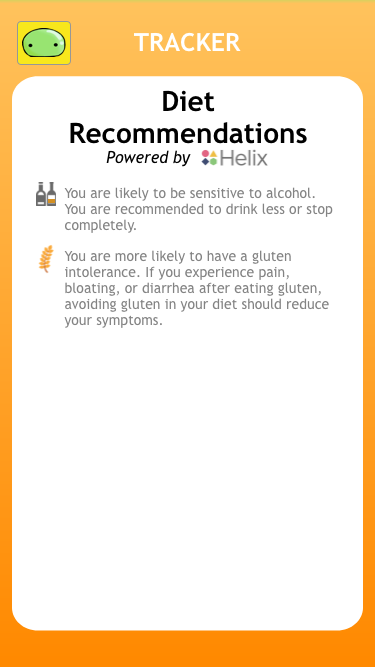 TRACKER
Diet
Recommendations
Powered by Helix
You are likely to be sensitive to alcohol.
You are recommended to drink less or stop
completely.
You are more likely to have a gluten
intolerance. If you experience pain,
bloating, or diarrhea after eating gluten,
avoiding gluten in your diet should reduce
your symptoms.